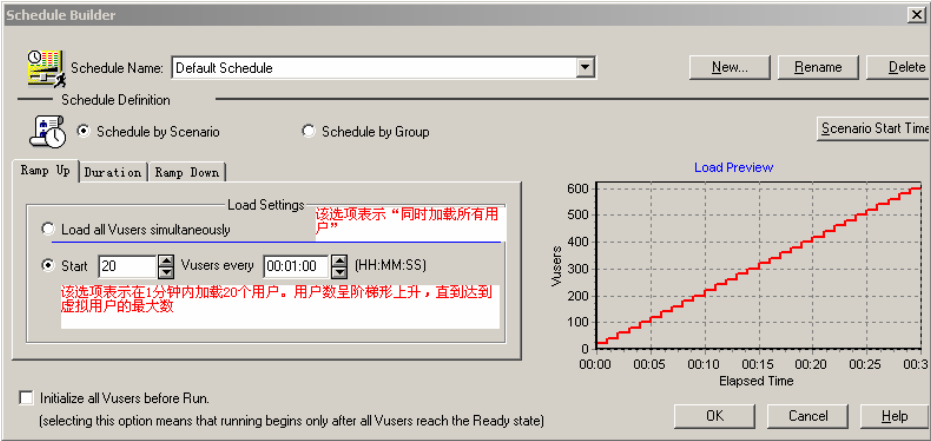 Schedule Builder
Schedule Name: Default Schedule
New... Rename Delete
Schedule Definition
Schedule by Scenario Schedule by Group
Scenario Start Time
Ramp Up Duration Ramp Down
Load Settings
该选项表示“同时加载所有用
户”
Load all Vusers simultaneously
Start 20 Vusers every 00:01:00 (HH:MM:SS)
该选项表示在1分钟内加载20个用户。用户数呈阶梯形上升，直到达到
虚拟用户的最大数
Load Preview
Vusers
600
500
400
300
200
100
0
00:00 00:05 00:10 00:15 00:20 00:25 00:3
Elapsed Time
Initialize all Vusers before Run.
(selecting this option means that running begins only after all Vusers reach the Ready state)
OK Cancel Help